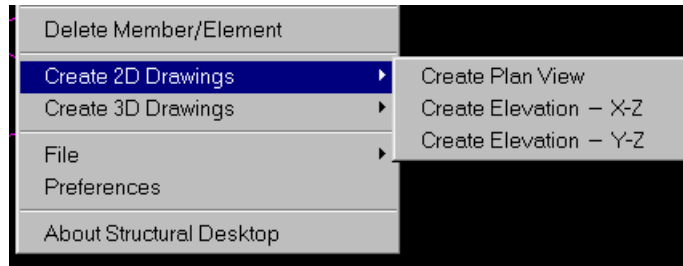 Delete Member/Element
Create 2D Drawings
Create 3D Drawings
File
Preferences
About Structural Desktop
Create Plan View
Create Elevation – X-Z
Create Elevation – Y-Z